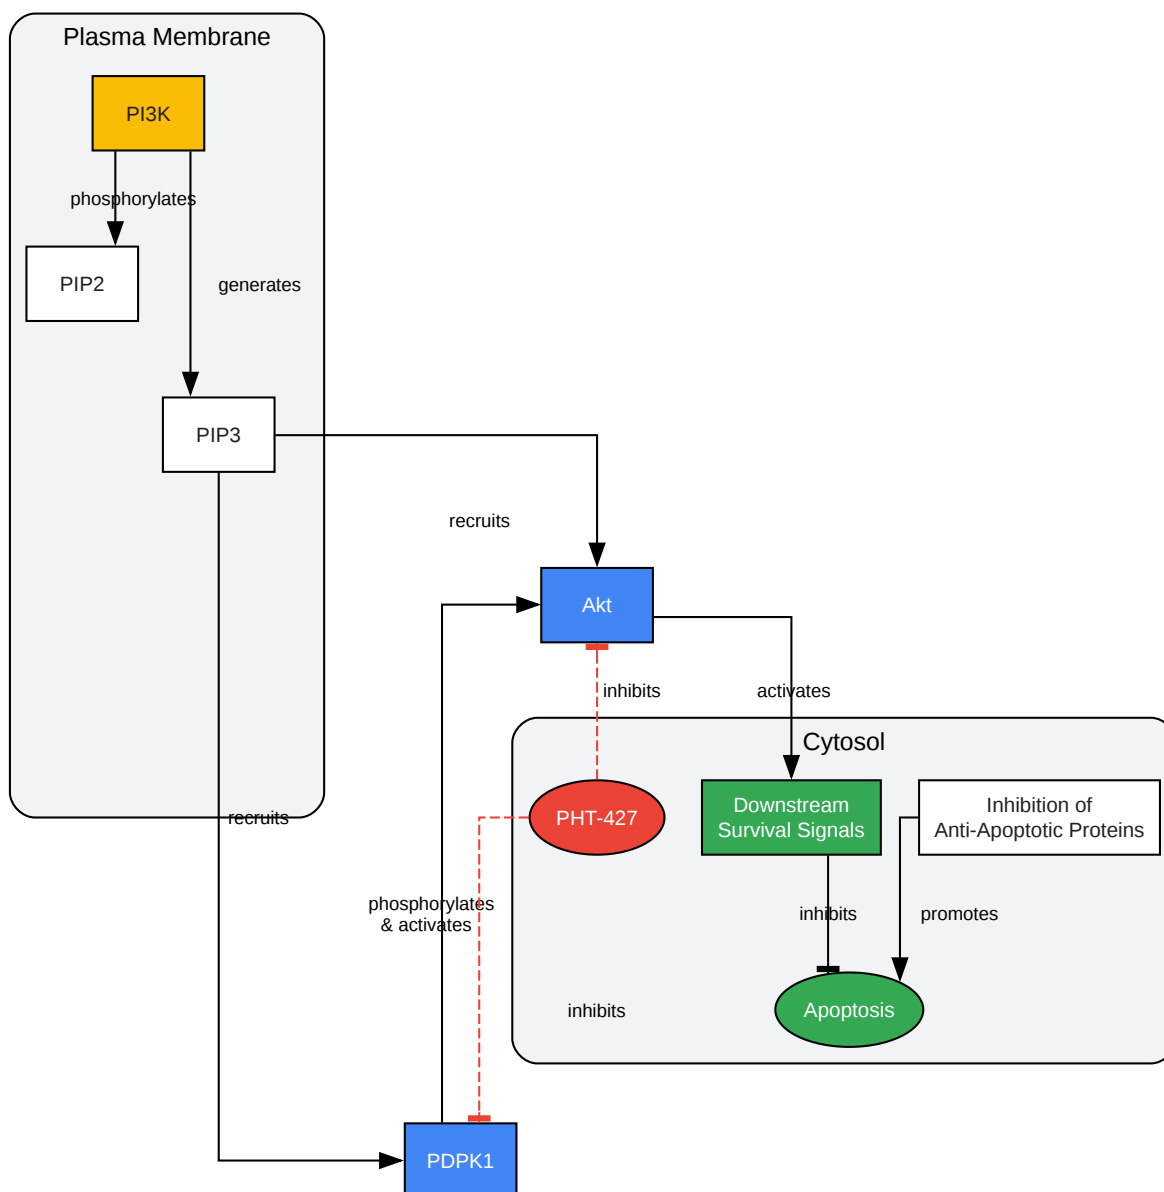 Plasma Membrane
PI3K
phosphorylates
PIP2
generates
PIP3
recruits
Akt
inhibits
activates
Cytosol
PHT-427
Downstream
Survival Signals
Inhibition of
Anti-Apoptotic Proteins
recruits
phosphorylates
& activates
inhibits
promotes
inhibits
Apoptosis
PDPK1